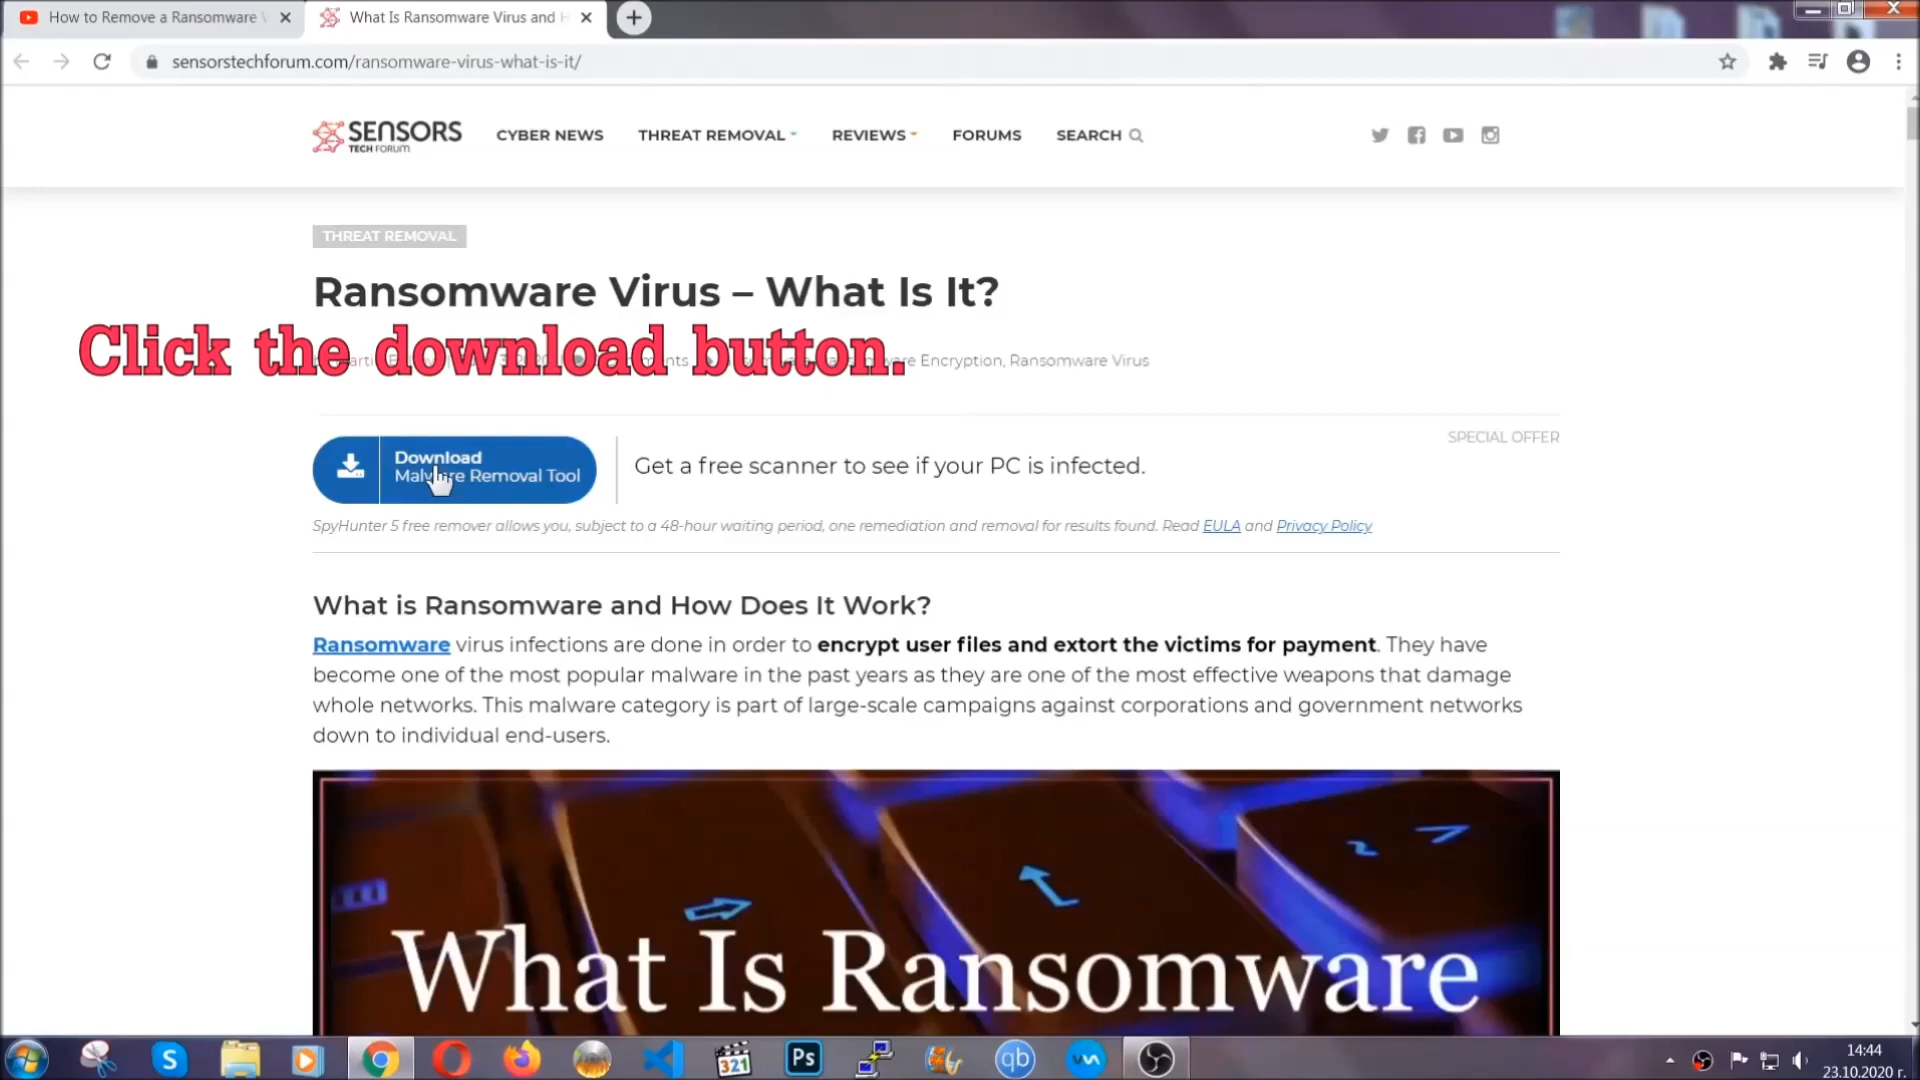 How to Remove a Ransomware V
What Is Ransomware Virus and H
sensorstechforum.com/ransomware-virus-what-is-it/
SENSORS
TECH FORUM
CYBER NEWS
THREAT REMOVAL
REVIEWS
FORUMS
SEARCH
THREAT REMOVAL
Ransomware Virus – What Is It?
Click the download button.
Encryption, Ransomware Virus
SPECIAL OFFER
Download
Malware Removal Tool
Get a free scanner to see if your PC is infected.
SpyHunter 5 free remover allows you, subject to a 48-hour waiting period, one remediation and removal for results found. Read EULA and Privacy Policy
What is Ransomware and How Does It Work?
Ransomware virus infections are done in order to encrypt user files and extort the victims for payment. They have
become one of the most popular malware in the past years as they are one of the most effective weapons that damage
whole networks. This malware category is part of large-scale campaigns against corporations and government networks
down to individual end-users.
What Is Ransomware
S
321
Ps
qb
14:44
23.10.2020 г.